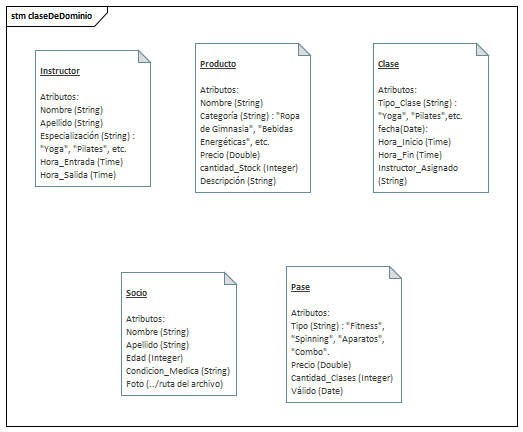 stm claseDeDominio
Instructor
Atributos:
Nombre (String)
Apellido (String)
Especialización (String) :
"Yoga", "Pilates", etc.
Hora_Entrada (Time)
Hora_Salida (Time)
Producto
Atributos:
Nombre (String)
Categoría (String) : "Ropa
de Gimnasia", "Bebidas
Energéticas", etc.
Precio (Double)
cantidad_Stock (Integer)
Descripción (String)
Clase
Atributos:
Tipo_Clase (String) :
"Yoga", "Pilates",etc.
fecha(Date):
Hora_Inicio (Time)
Hora_Fin (Time)
Instructor_Asignado
(String)
Socio
Atributos:
Nombre (String)
Apellido (String)
Edad (Integer)
Condicion_Medica (String)
Foto (../ruta del archivo)
Pase
Atributos:
Tipo (String) : "Fitness",
"Spinning", "Aparatos",
"Combo".
Precio (Double)
Cantidad_Clases (Integer)
Válido (Date)